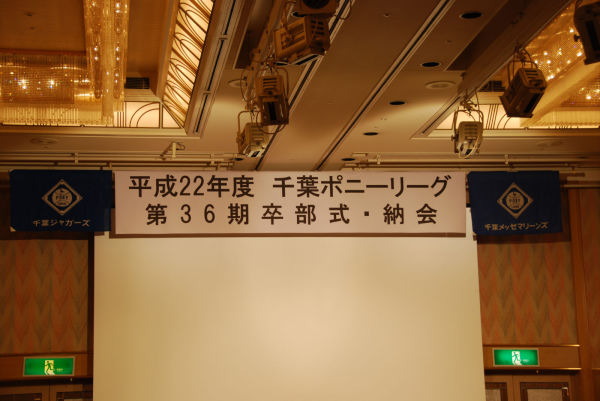 平成22年度 千葉ポニーリーグ
第36期卒部式・納会
PONY
千葉ジャガーズ
PONY
千葉メッセマリーンズ